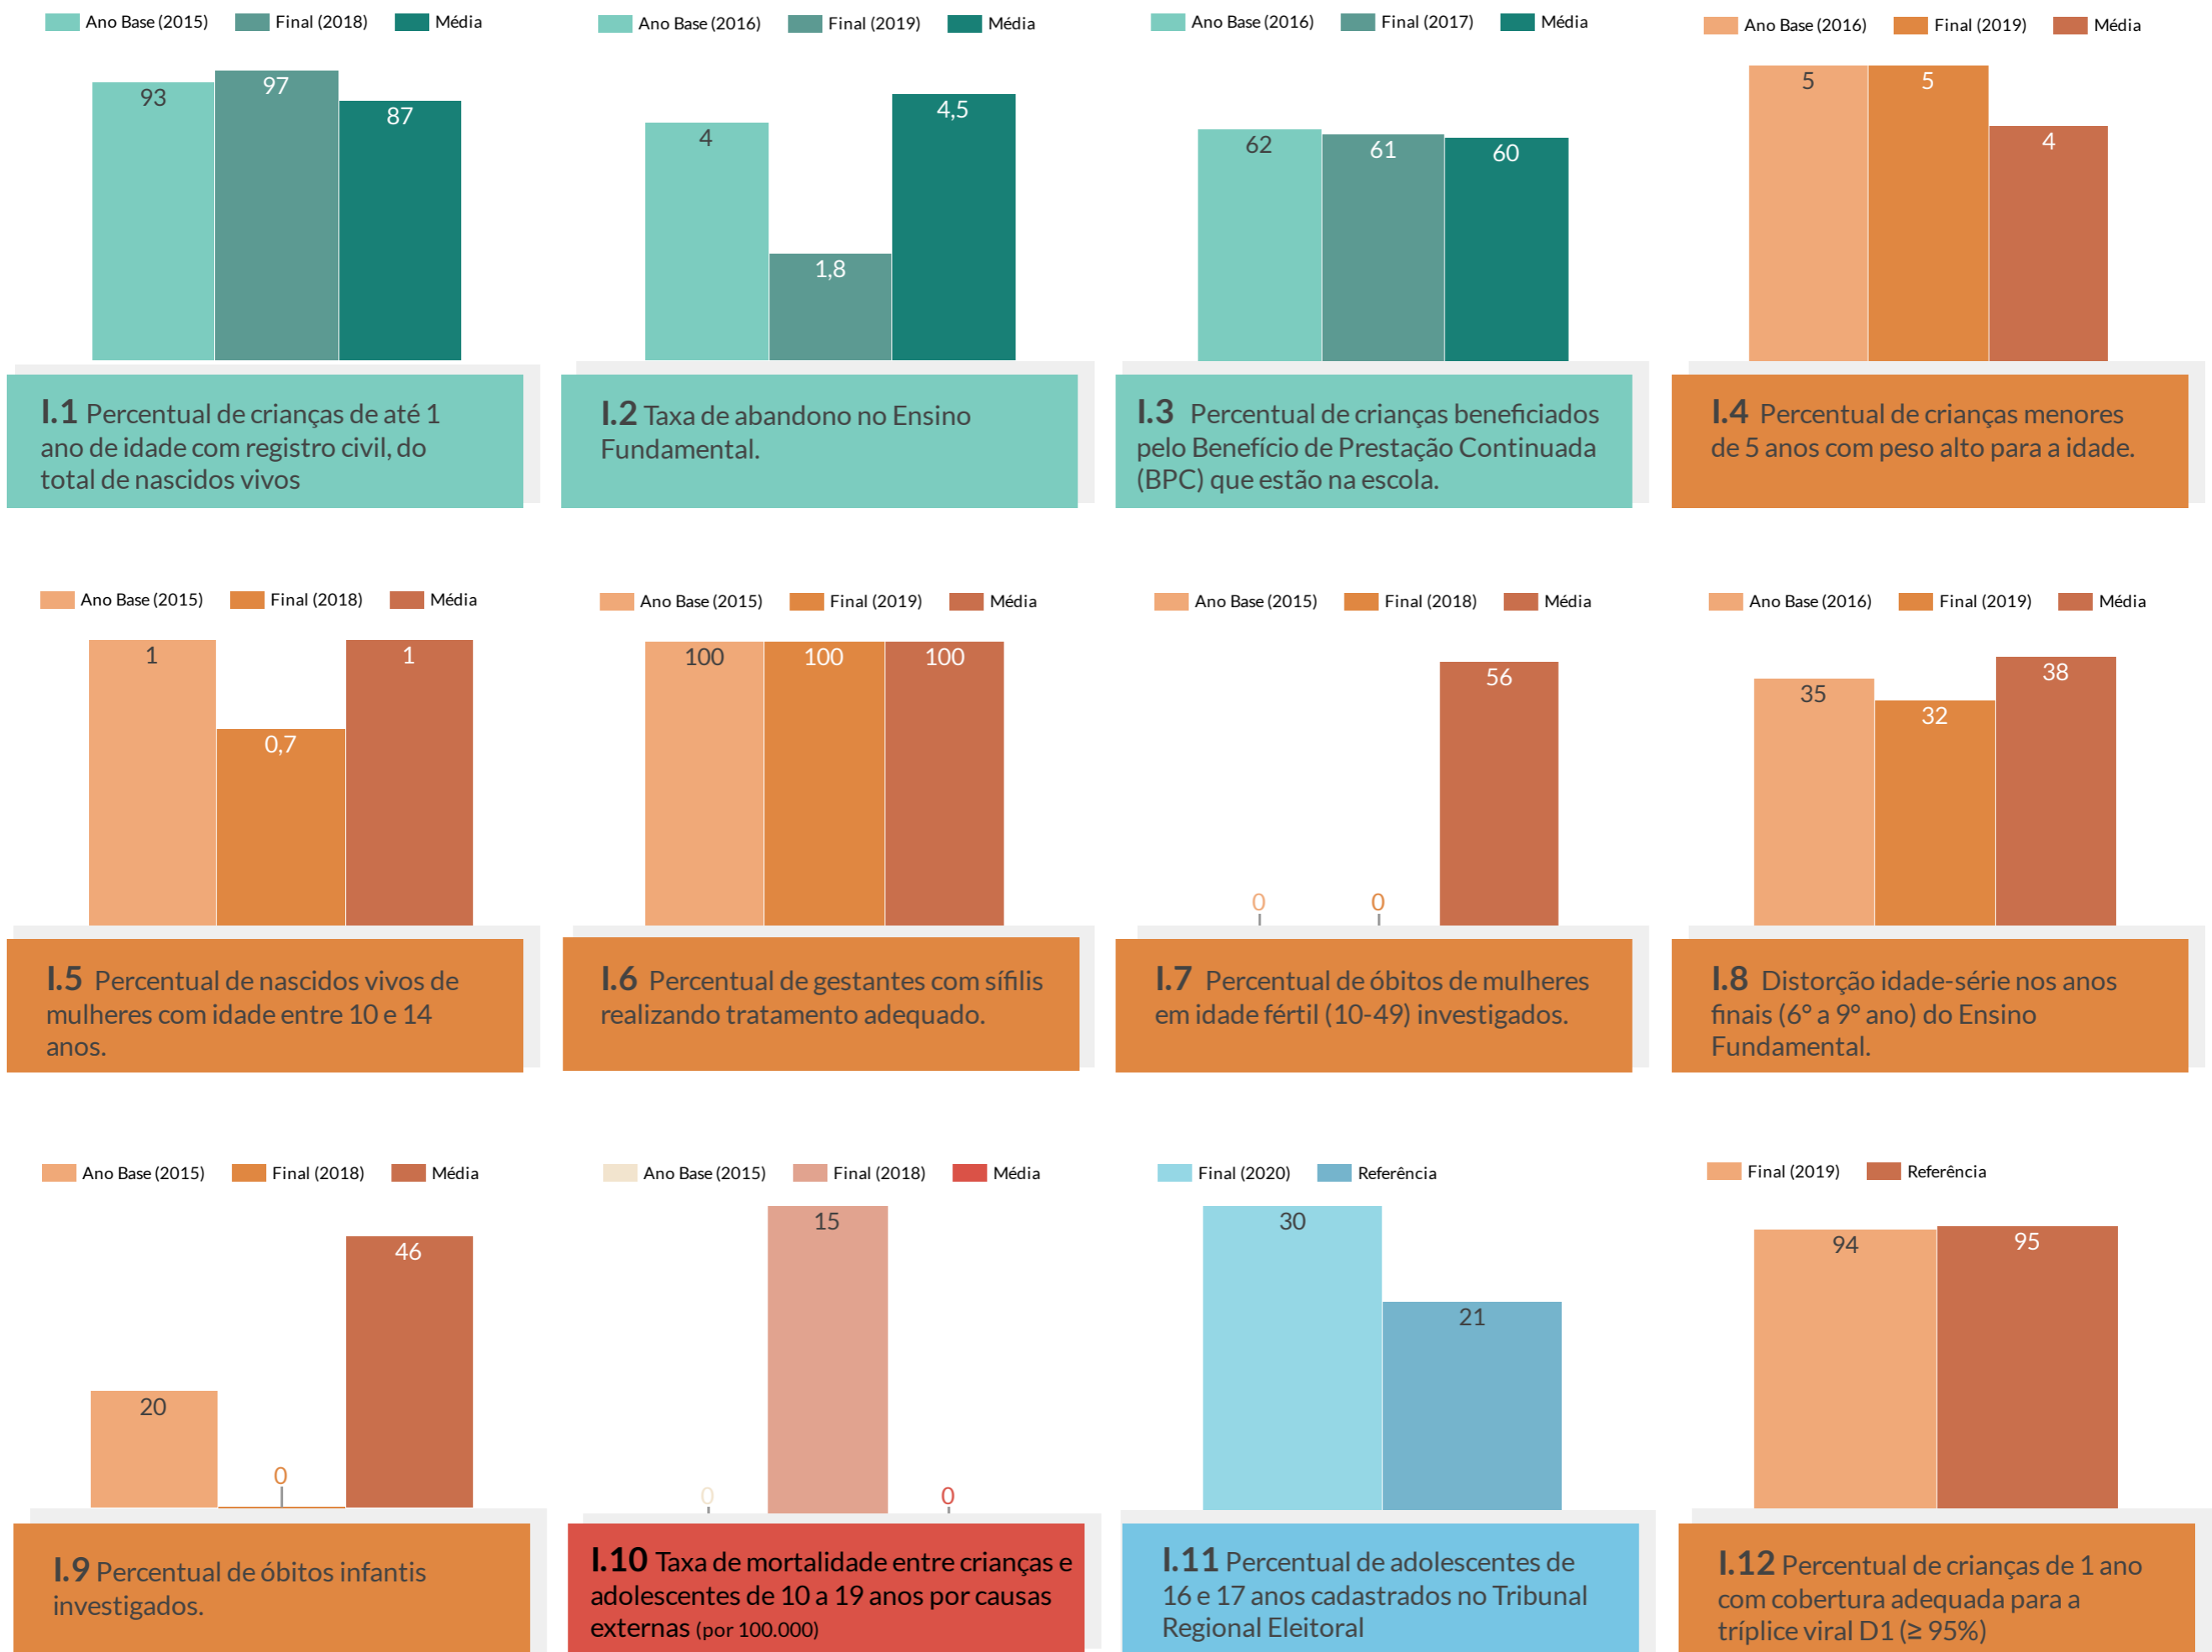 Ano Base (2015) Final (2018) Média
93
97
87
I.1 Percentual de crianças de até 1
ano de idade com registro civil, do
total de nascidos vivos
Ano Base (2016) Final (2019) Média
4
1,8
4,5
I.2 Taxa de abandono no Ensino
Fundamental.
Ano Base (2016) Final (2017) Média
62
61
60
I.3 Percentual de crianças beneficiados
pelo Benefício de Prestação Continuada
(BPC) que estão na escola.
Ano Base (2016) Final (2019) Média
5
5
4
I.4 Percentual de crianças menores
de 5 anos com peso alto para a idade.
Ano Base (2015) Final (2018) Média
1
0,7
1
I.5 Percentual de nascidos vivos de
mulheres com idade entre 10 e 14
anos.
Ano Base (2015) Final (2019) Média
100
100
100
I.6 Percentual de gestantes com sífilis
realizando tratamento adequado.
Ano Base (2015) Final (2018) Média
0
0
56
I.7 Percentual de óbitos de mulheres
em idade fértil (10-49) investigados.
Ano Base (2016) Final (2019) Média
35
32
38
I.8 Distorção idade-série nos anos
finais (6° a 9° ano) do Ensino
Fundamental.
Ano Base (2015) Final (2018) Média
20
0
46
I.9 Percentual de óbitos infantis
investigados.
Ano Base (2015) Final (2018) Média
0
15
0
I.10 Taxa de mortalidade entre crianças e
adolescentes de 10 a 19 anos por causas
externas (por 100.000)
Final (2020) Referência
30
21
I.11 Percentual de adolescentes de
16 e 17 anos cadastrados no Tribunal
Regional Eleitoral
Final (2019) Referência
94
95
I.12 Percentual de crianças de 1 ano
com cobertura adequada para a
tríplice viral D1 (≥ 95%)